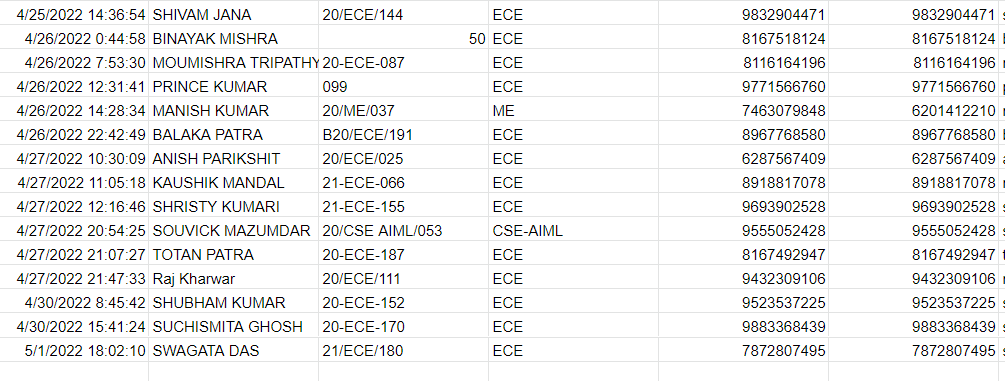 4/25/2022 14:36:54 SHIVAM JANA 20/ECE/144 ECE 9832904471 9832904471
4/26/2022 0:44:58 BINAYAK MISHRA 50 ECE 8167518124 8167518124
4/26/2022 7:53:30 MOUMISHRA TRIPATHY 20-ECE-087 ECE 8116164196 8116164196
4/26/2022 12:31:41 PRINCE KUMAR 099 ECE 9771566760 9771566760
4/26/2022 14:28:34 MANISH KUMAR 20/ME/037 ME 7463079848 6201412210
4/26/2022 22:42:49 BALAKA PATRA B20/ECE/191 ECE 8967768580 8967768580
4/27/2022 10:30:09 ANISH PARIKSHIT 20/ECE/025 ECE 6287567409 6287567409
4/27/2022 11:05:18 KAUSHIK MANDAL 21-ECE-066 ECE 8918817078 8918817078
4/27/2022 12:16:46 SHRISTY KUMARI 21-ECE-155 ECE 9693902528 9693902528
4/27/2022 20:54:25 SOUVICK MAZUMDAR 20/CSE AIML/053 CSE-AIML 9555052428 9555052428
4/27/2022 21:07:27 TOTAN PATRA 20-ECE-187 ECE 8167492947 8167492947
4/27/2022 21:47:33 Raj Kharwar 20/ECE/111 ECE 9432309106 9432309106
4/30/2022 8:45:42 SHUBHAM KUMAR 20-ECE-152 ECE 9523537225 9523537225
4/30/2022 15:41:24 SUCHISMITA GHOSH 20-ECE-170 ECE 9883368439 9883368439
5/1/2022 18:02:10 SWAGATA DAS 21/ECE/180 ECE 7872807495 7872807495